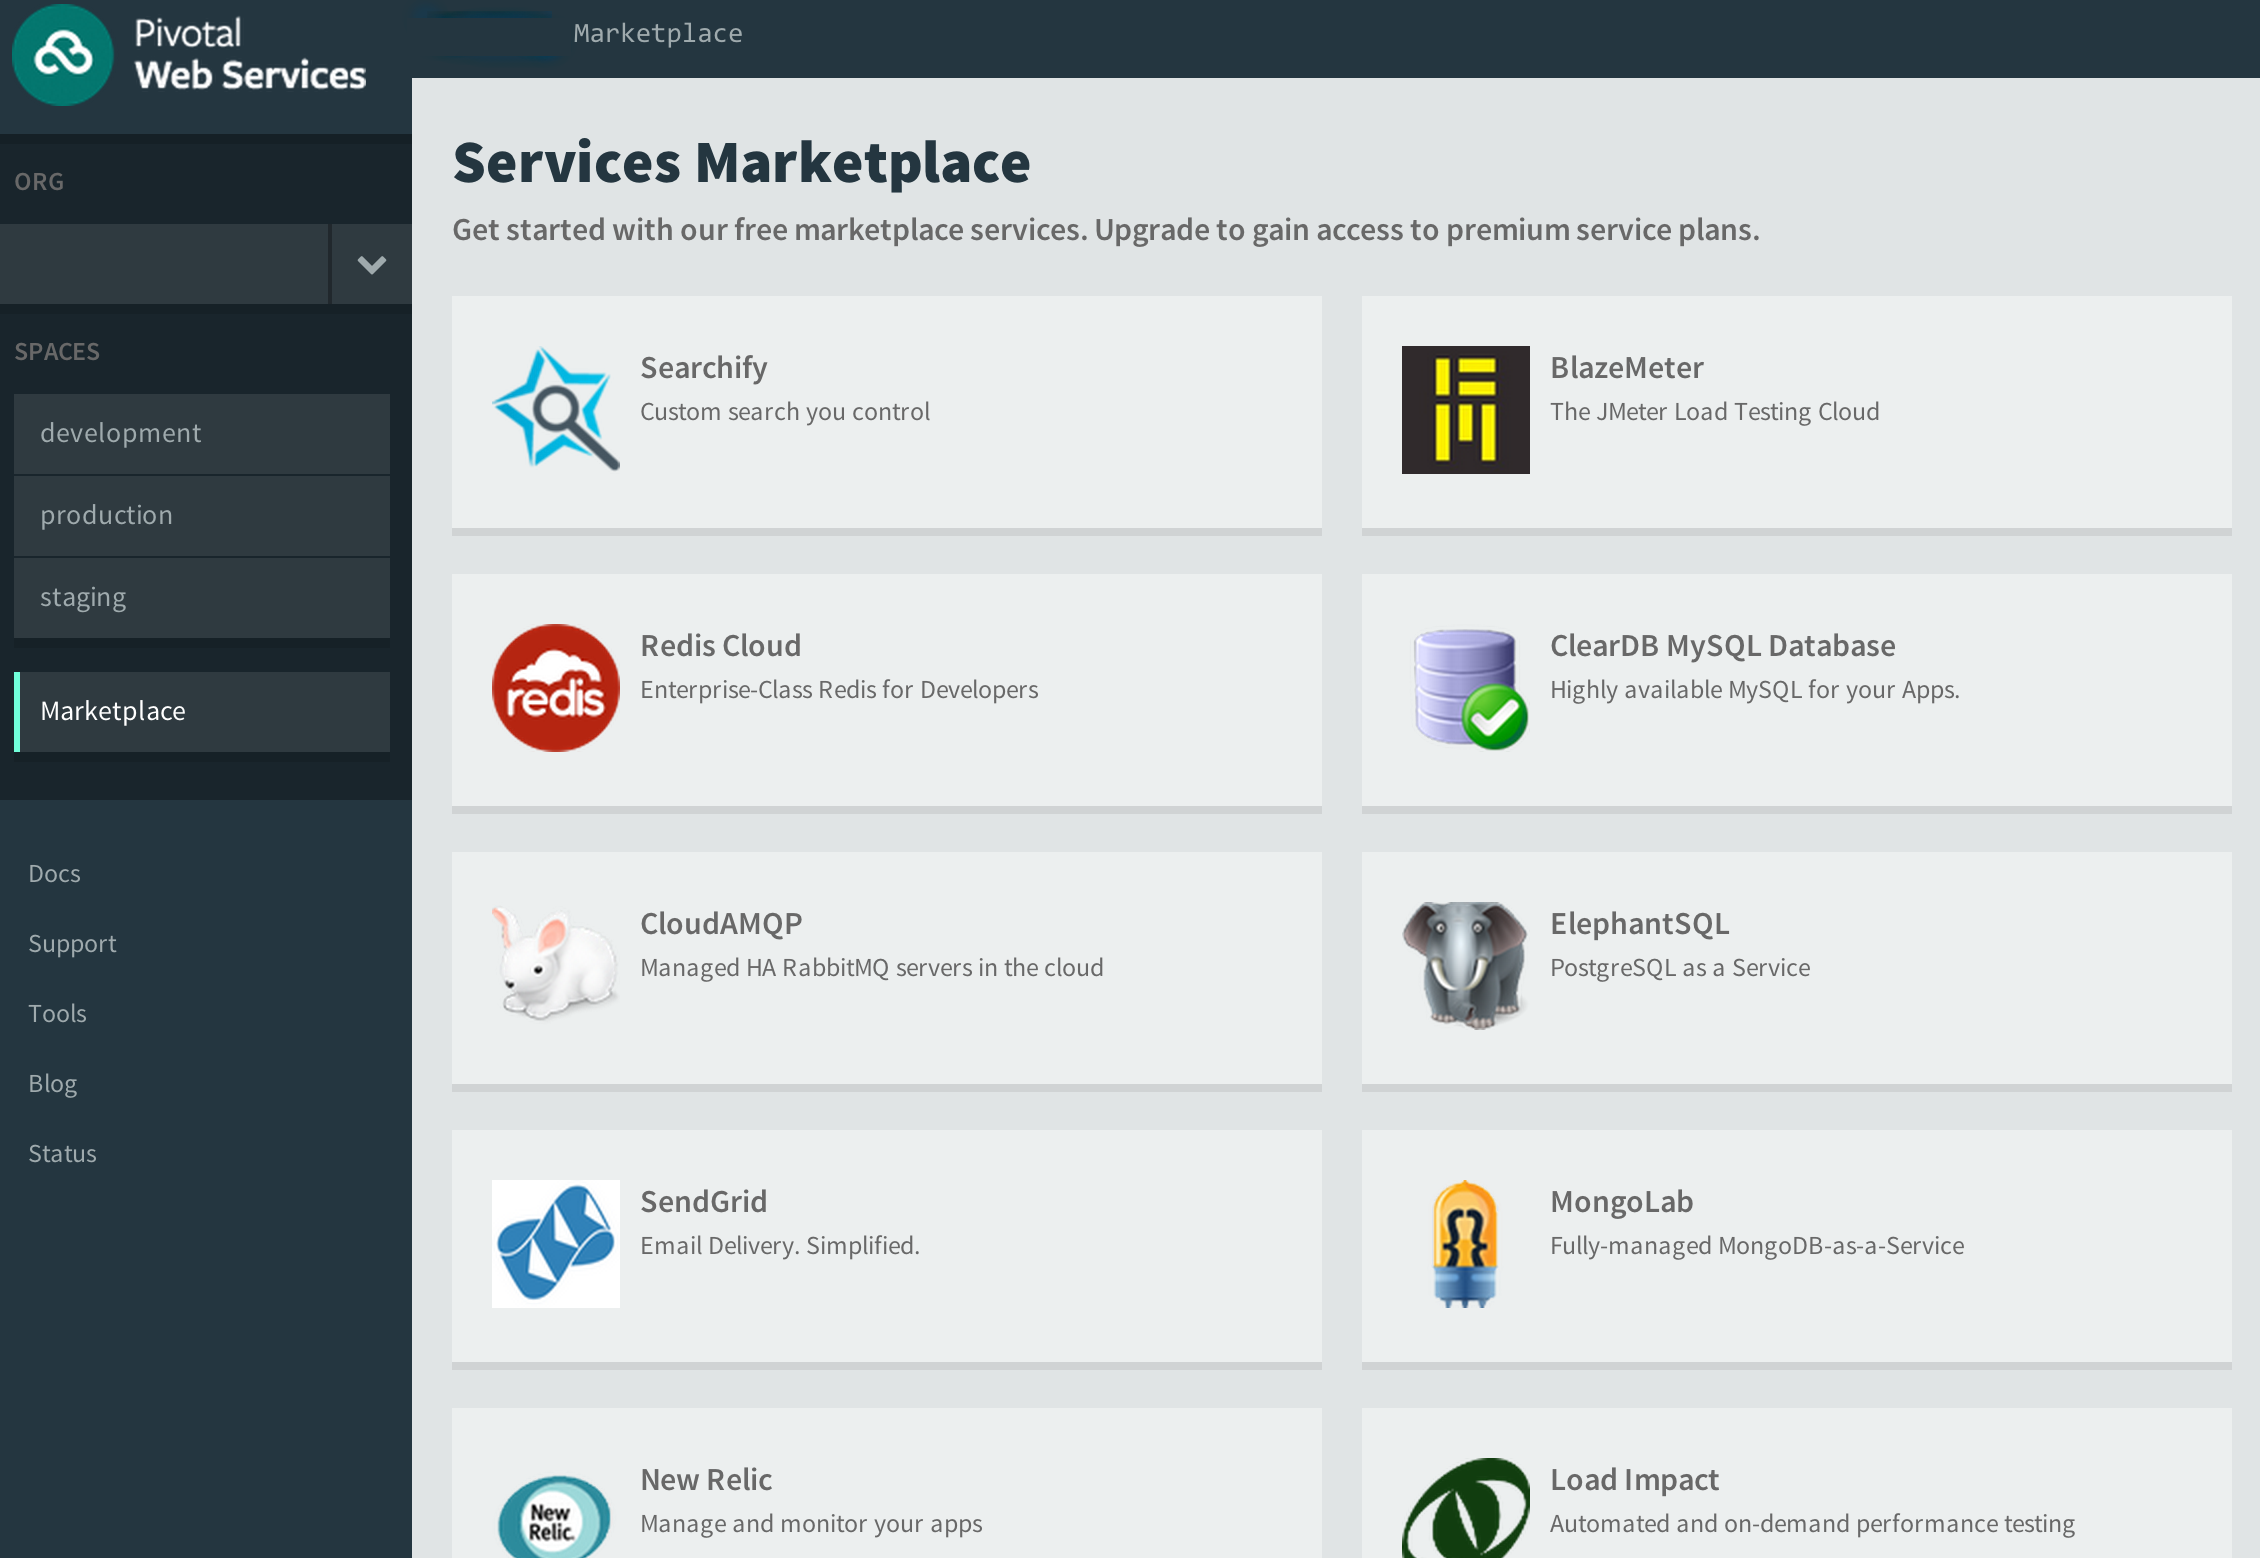 Pivotal
Web Services
Marketplace
ORG
SPACES
development
production
staging
Marketplace
Docs
Support
Tools
Blog
Status
Services Marketplace
Get started with our free marketplace services. Upgrade to gain access to premium service plans.
Searchify
Custom search you control
BlazeMeter
The JMeter Load Testing Cloud
redis
Redis Cloud
Enterprise-Class Redis for Developers
ClearDB MySQL Database
Highly available MySQL for your Apps.
CloudAMQP
Managed HA RabbitMQ servers in the cloud
ElephantSQL
PostgreSQL as a Service
SendGrid
Email Delivery. Simplified.
MongoLab
Fully-managed MongoDB-as-a-Service
New
Relic.
New Relic
Manage and monitor your apps
Load Impact
Automated and on-demand performance testing